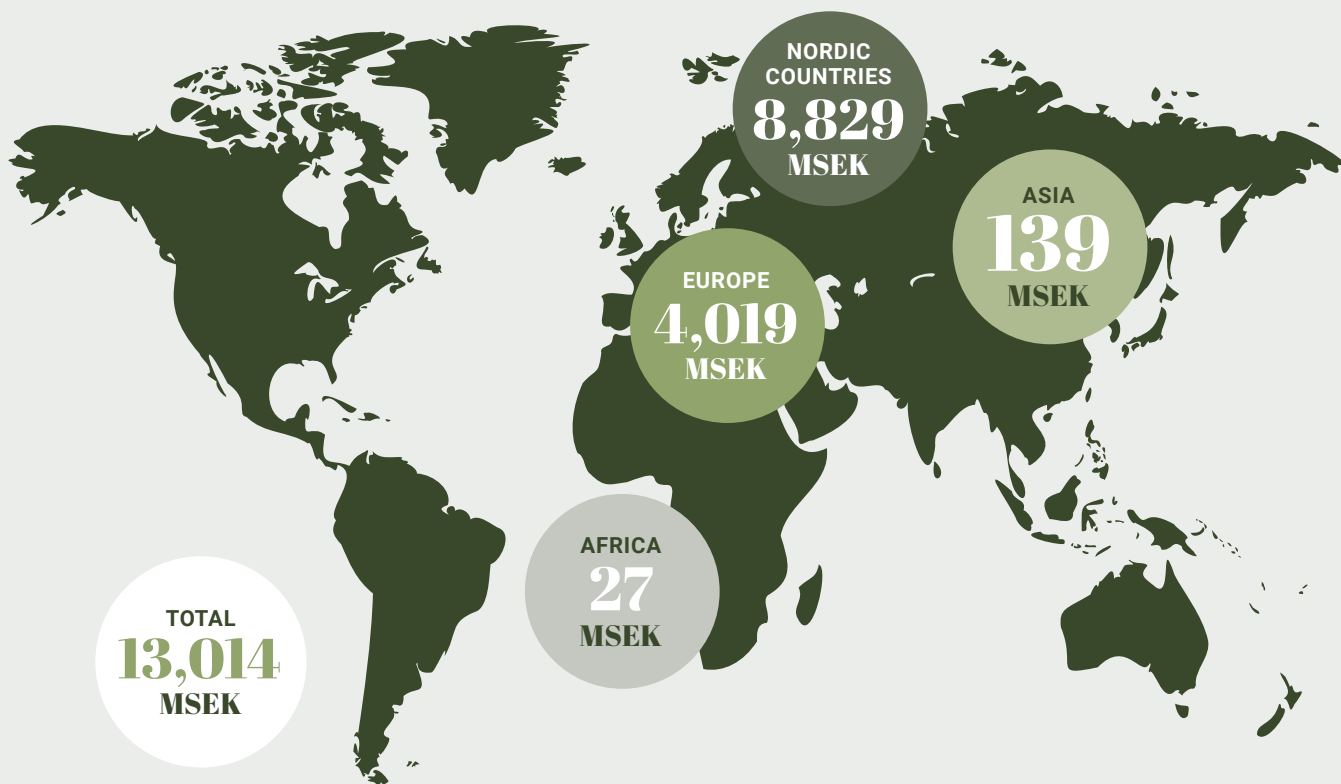 NORDIC
COUNTRIES
8,829
MSEK
ASIA
139
MSEK
EUROPE
4,019
MSEK
AFRICA
27
MSEK
TOTAL
13,014
MSEK